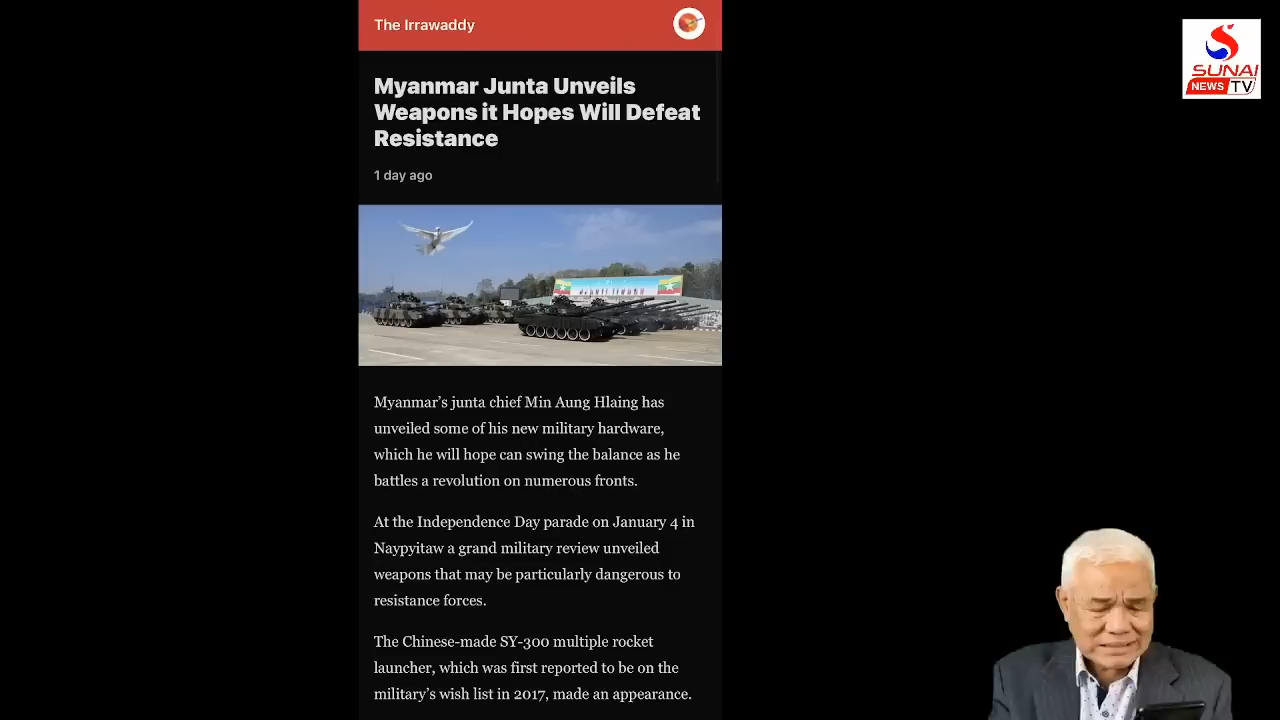 The Irrawaddy
SUNAI
NEWS TV
Myanmar Junta Unveils
Weapons it Hopes Will Defeat
Resistance
1 day ago
Myanmar’s junta chief Min Aung Hlaing has
unveiled some of his new military hardware,
which he will hope can swing the balance as he
battles a revolution on numerous fronts.
At the Independence Day parade on January 4 in
Naypyitaw a grand military review unveiled
weapons that may be particularly dangerous to
resistance forces.
The Chinese-made SY-300 multiple rocket
launcher, which was first reported to be on the
military’s wish list in 2017, made an appearance.